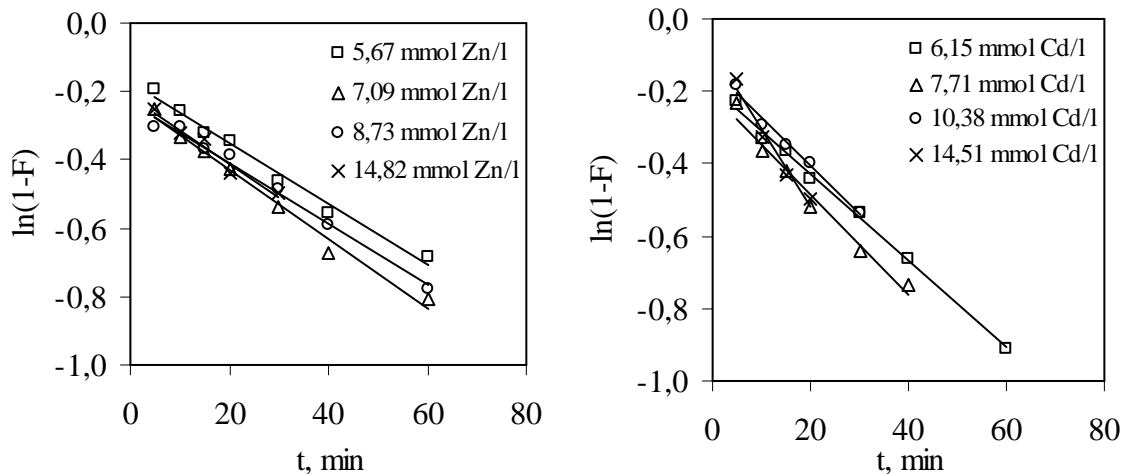 0,0
-0,2
-0,4
-0,6
-0,8
-1,0
ln(1-F)
5,67 mmol Zn/l
7,09 mmol Zn/l
8,73 mmol Zn/l
14,82 mmol Zn/l
0 20 40 60 80
t, min
0,0
-0,2
-0,4
-0,6
-0,8
-1,0
ln(1-F)
6,15 mmol Cd/l
7,71 mmol Cd/l
10,38 mmol Cd/l
14,51 mmol Cd/l
0 20 40 60 80
t, min